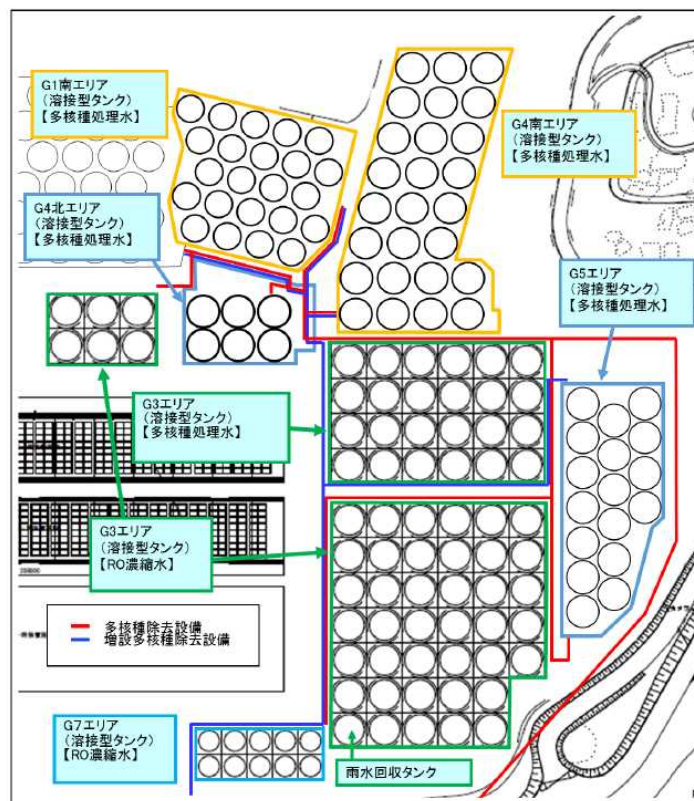 G1南エリア
(溶接型タンク)
【多核種処理水】
G4南エリア
(溶接型タンク)
【多核種処理水】
G4北エリア
(溶接型タンク)
【多核種処理水】
G5エリア
(溶接型タンク)
【多核種処理水】
G3エリア
(溶接型タンク)
【多核種処理水】
G3エリア
(溶接型タンク)
【RO濃縮水】
多核種除去設備
増設多核種除去設備
G7エリア
(溶接型タンク)
【RO濃縮水】
雨水回収タンク